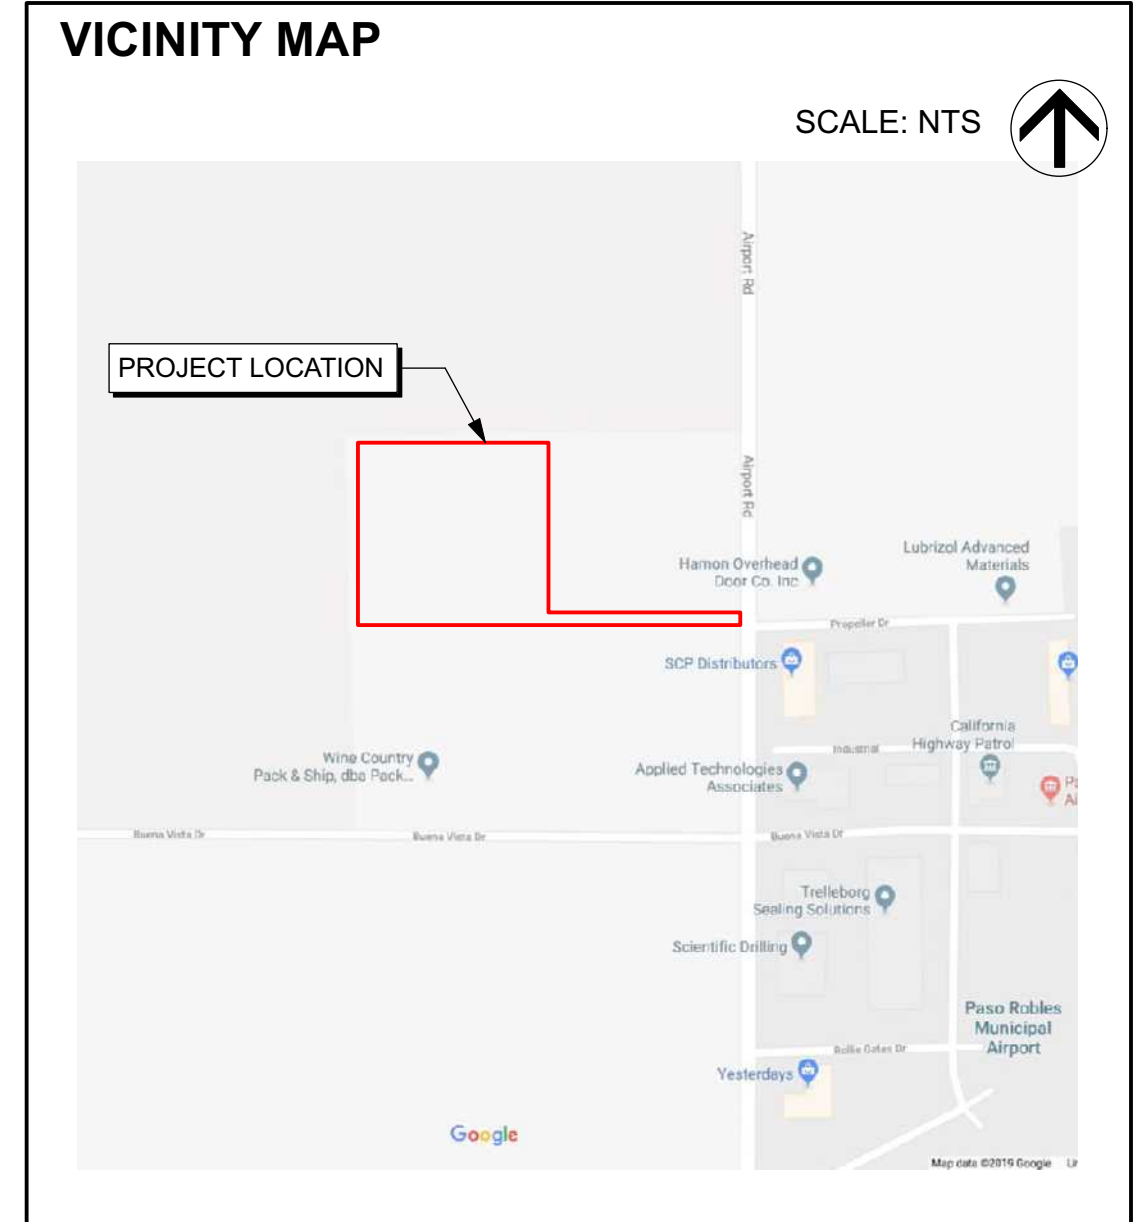 VICINITY MAP
SCALE: NTS
Airport Rd
PROJECT LOCATION
Airport Rd
Lubrizol Advanced
Materials
Hamon Overhead
Door Co. Inc
Propeller Dr
SCP Distributors
California
Highway Patrol
Industrial
Wine Country
Pack & Ship, dba Pack...
Applied Technologies
Associates
Pa
Ai
Buena Vista Dr
Buena Vista Dr
Buena Vista Dr
Trelleborg
Sealing Solutions
Scientific Drilling
Paso Robles
Municipal
Airport
Rollie Gates Dr
Yesterdays
Google
Map data ©2019 Google